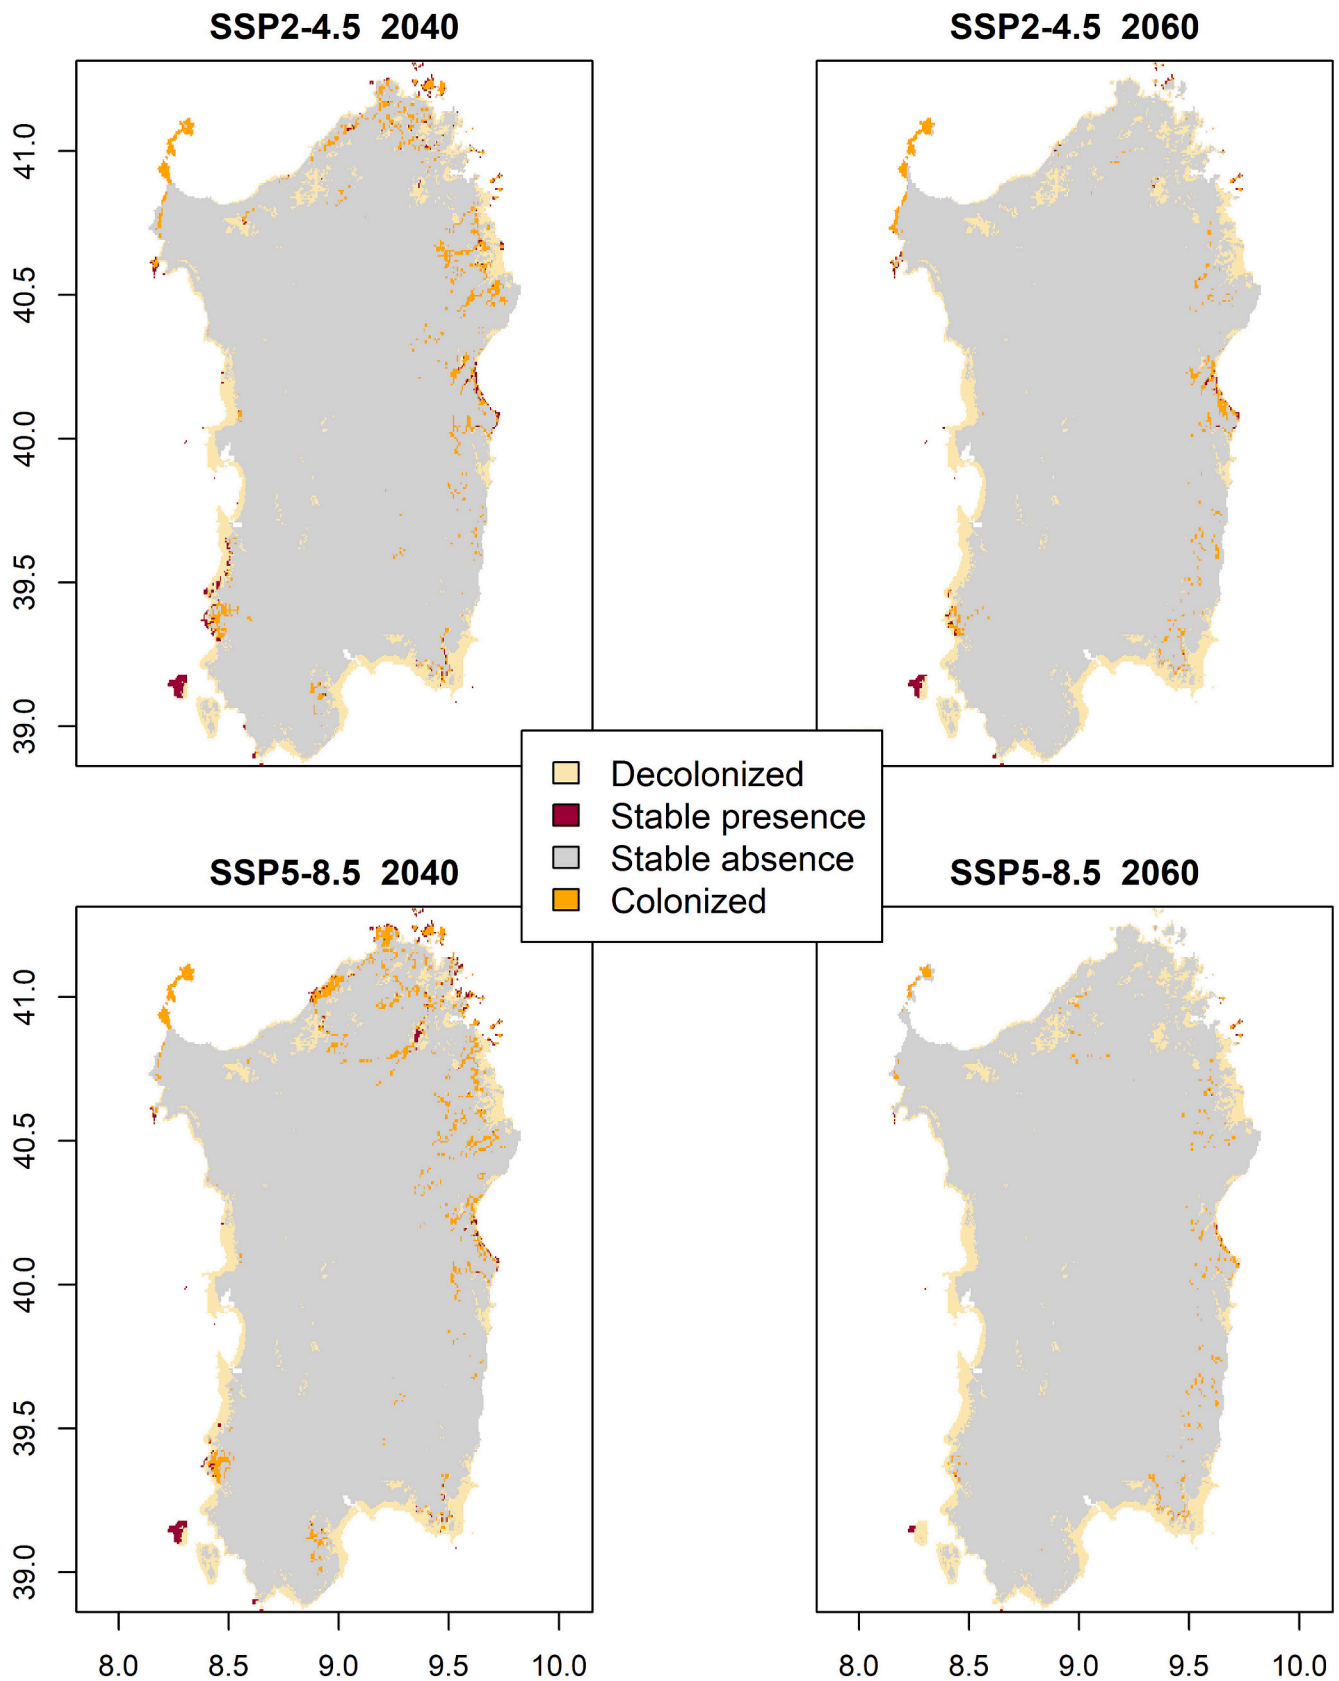 SSP2-4.5 2040
SSP2-4.5 2060
41.0
40.5
40.0
39.5
39.0
Decolonized
Stable presence
Stable absence
Colonized
SSP5-8.5 2040
SSP5-8.5 2060
41.0
40.5
40.0
39.5
39.0
8.0 8.5 9.0 9.5 10.0
8.0 8.5 9.0 9.5 10.0